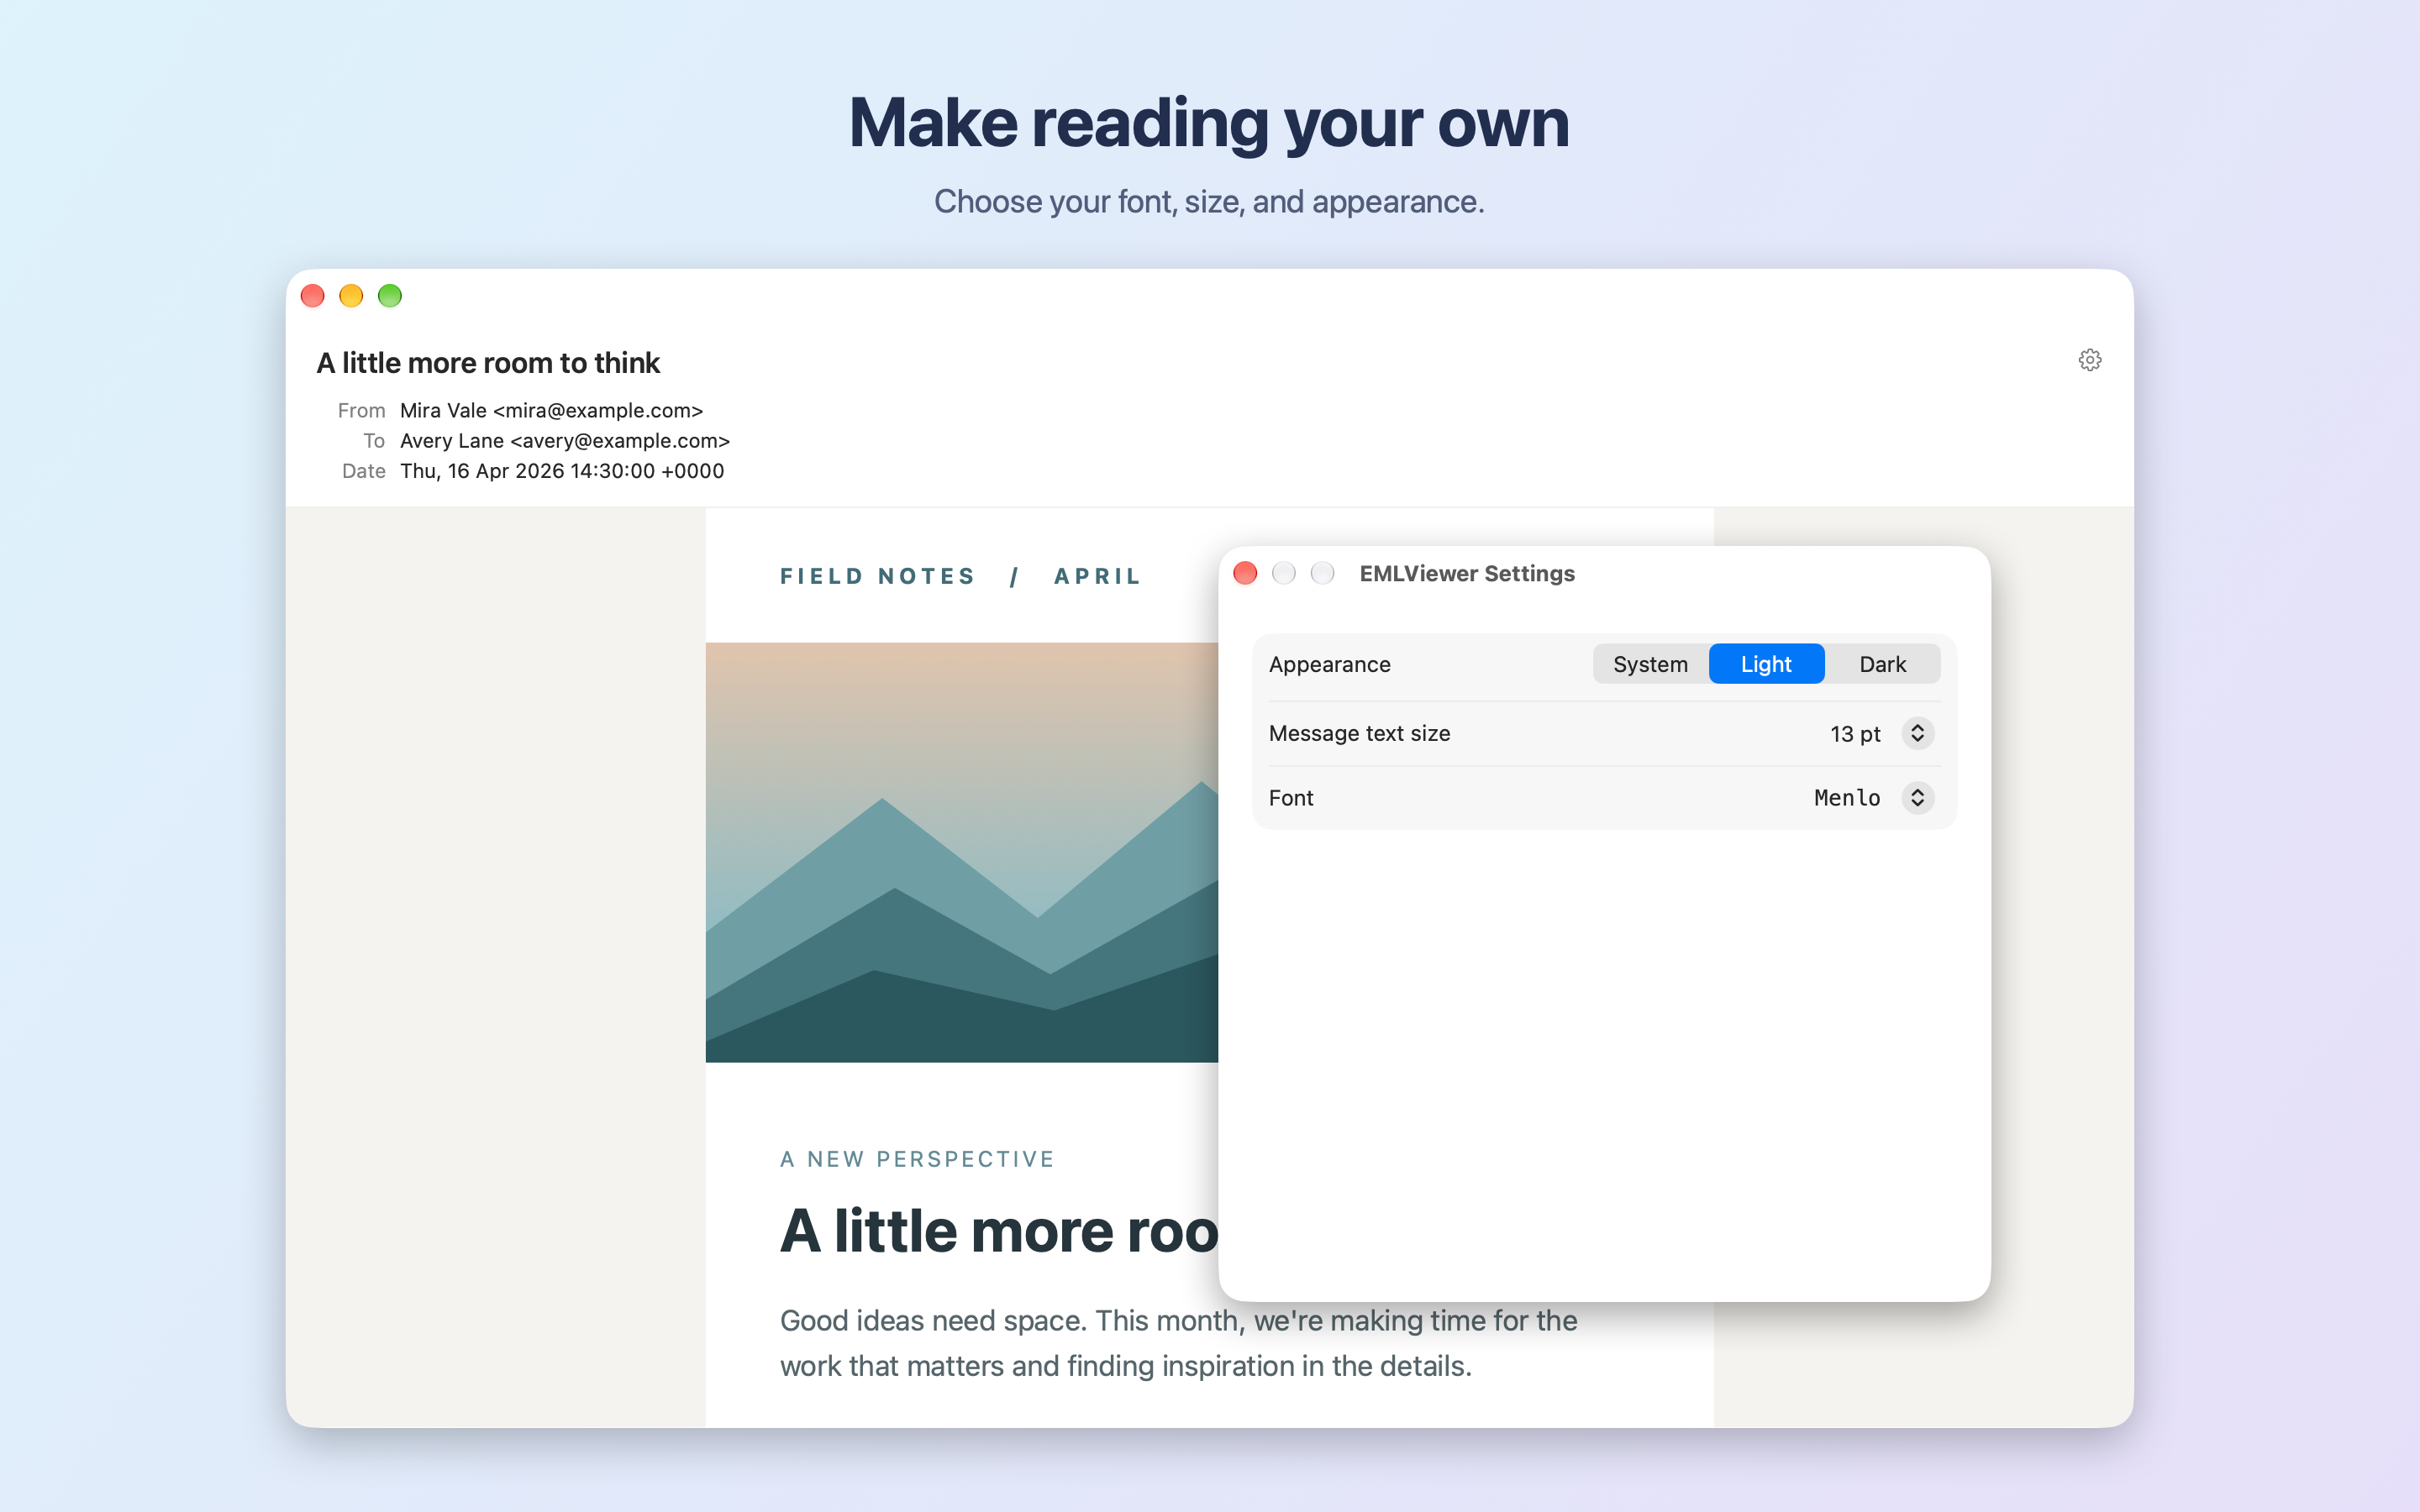 Make reading your own
Choose your font, size, and appearance.
A little more room to think
From Mira Vale <mira@example.com>
To Avery Lane <avery@example.com>
Date Thu, 16 Apr 2026 14:30:00 +0000
FIELD NOTES / APRIL
EMLViewer Settings
Appearance System Light Dark
Message text size 13 pt
Font Menlo
A NEW PERSPECTIVE
A little more roo
Good ideas need space. This month, we're making time for the
work that matters and finding inspiration in the details.